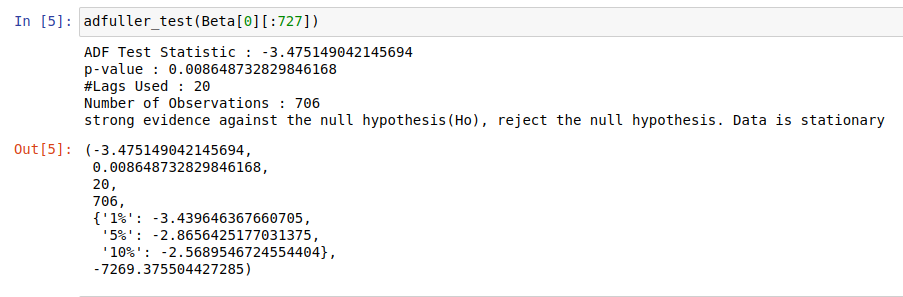 In [5]: adfuller_test(Beta[0][:727])
ADF Test Statistic : -3.475149042145694
p-value : 0.008648732829846168
#Lags Used : 20
Number of Observations : 706
strong evidence against the null hypothesis(Ho), reject the null hypothesis. Data is stationary
Out[5]: (-3.475149042145694,
0.008648732829846168,
20,
706,
{'1%': -3.439646367660705,
'5%': -2.8656425177031375,
'10%': -2.5689546724554404},
-7269.375504427285)